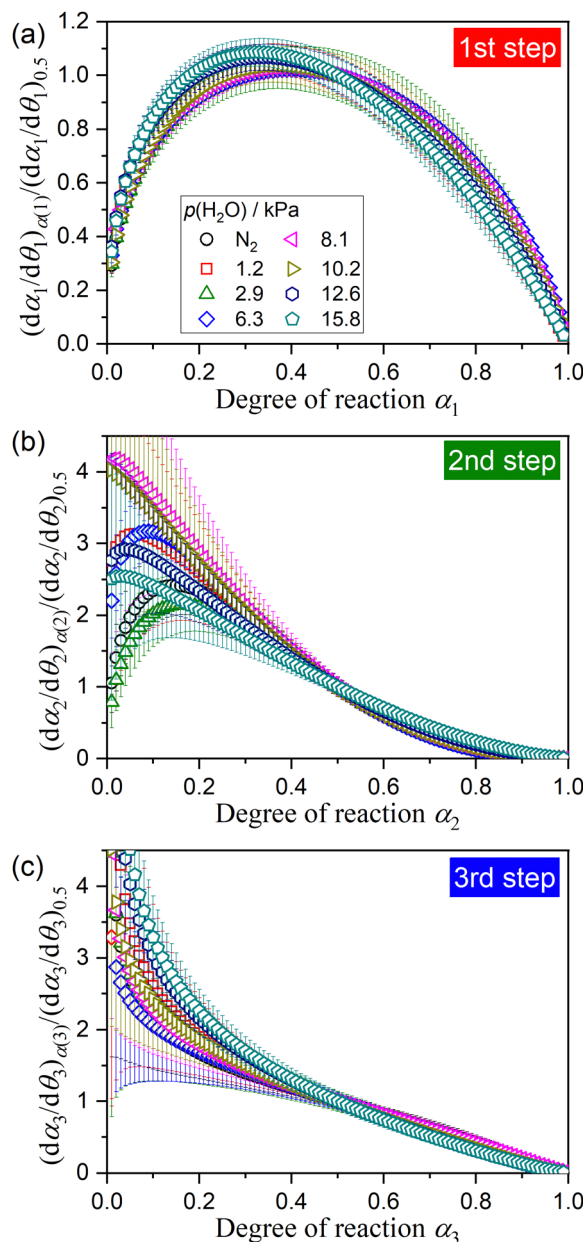 (a)
1st step
(dα₁/dθ₁)α(1)/(dα₁/dθ₁)0.5
1.2
1.0
0.8
0.6
0.4
0.2
0.0
p(H₂O) / kPa
N₂ 8.1
1.2 10.2
2.9 12.6
6.3 15.8
0.0 0.2 0.4 0.6 0.8 1.0
Degree of reaction α₁
(b)
2nd step
(dα₂/dθ₂)α(2)/(dα₂/dθ₂)0.5
4
3
2
1
0
0.0 0.2 0.4 0.6 0.8 1.0
Degree of reaction α₂
(c)
3rd step
(dα₃/dθ₃)α(3)/(dα₃/dθ₃)0.5
4
3
2
1
0
0.0 0.2 0.4 0.6 0.8 1.0
Degree of reaction α₃